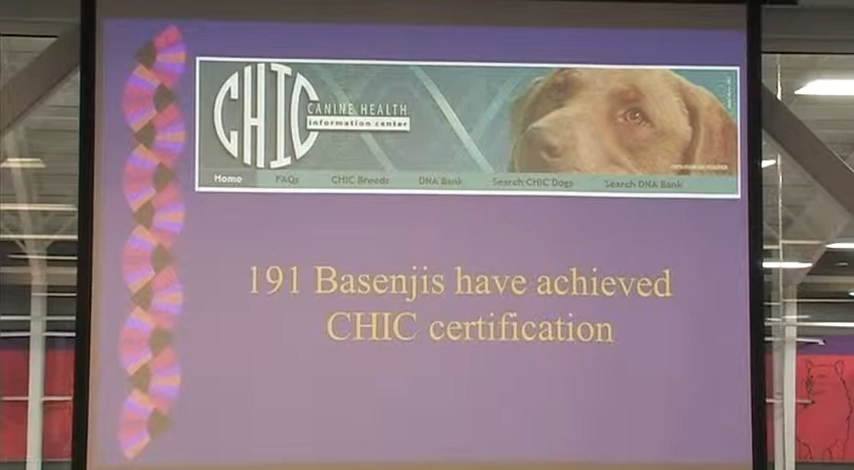 CHIC
CANINE HEALTH
information center
Home FAQs CHIC Breeds DNA Bank Search CHIC Dogs Search DNA Bank
191 Basenjis have achieved
CHIC certification